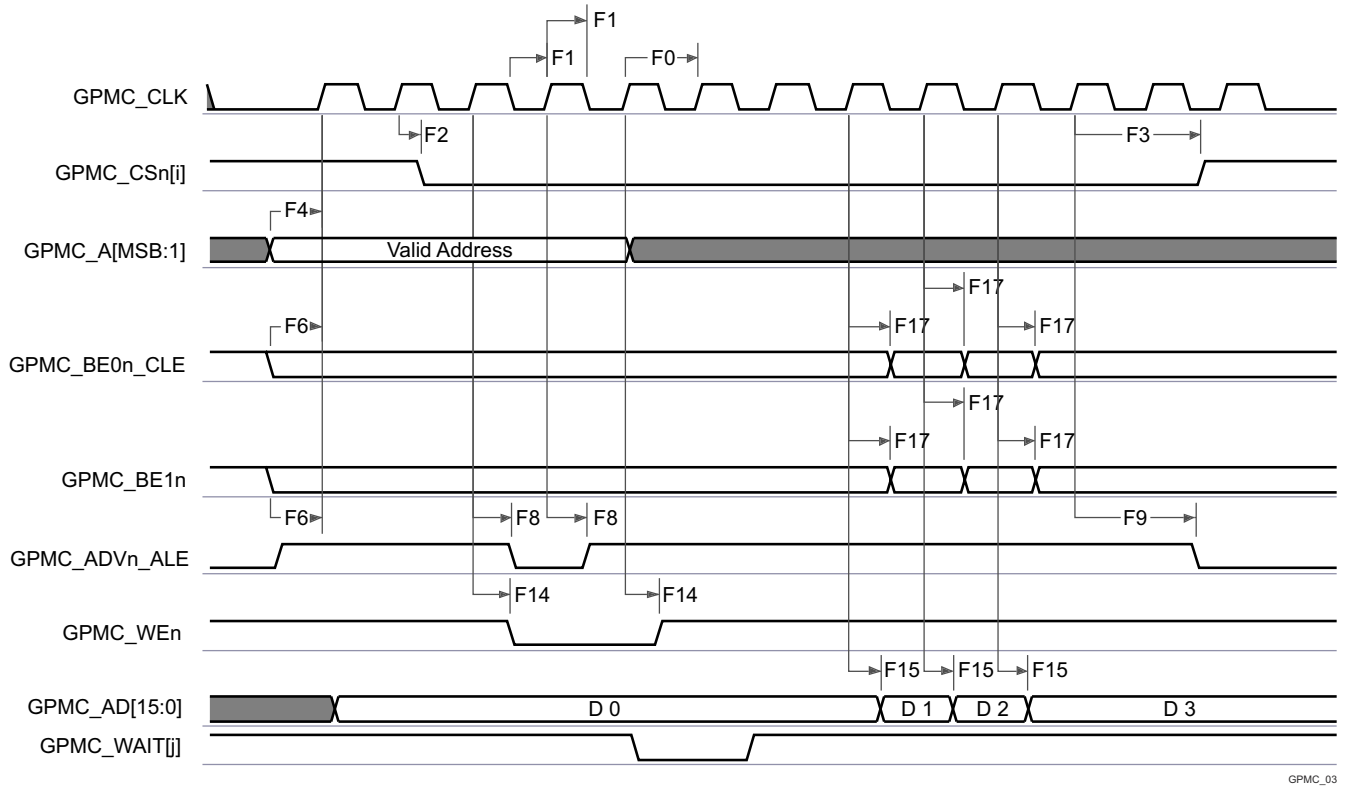 F1
F1
F0
GPMC_CLK
F2
F3
GPMC_CSn[i]
F4
GPMC_A[MSB:1]
Valid Address
F17
F6
F17
F17
GPMC_BE0n_CLE
F17
F17
F17
GPMC_BE1n
F6
F8
F8
F9
GPMC_ADVn_ALE
F14
F14
GPMC_WEn
F15
F15
F15
GPMC_AD[15:0]
D 0
D 1
D 2
D 3
GPMC_WAIT[j]
GPMC_03